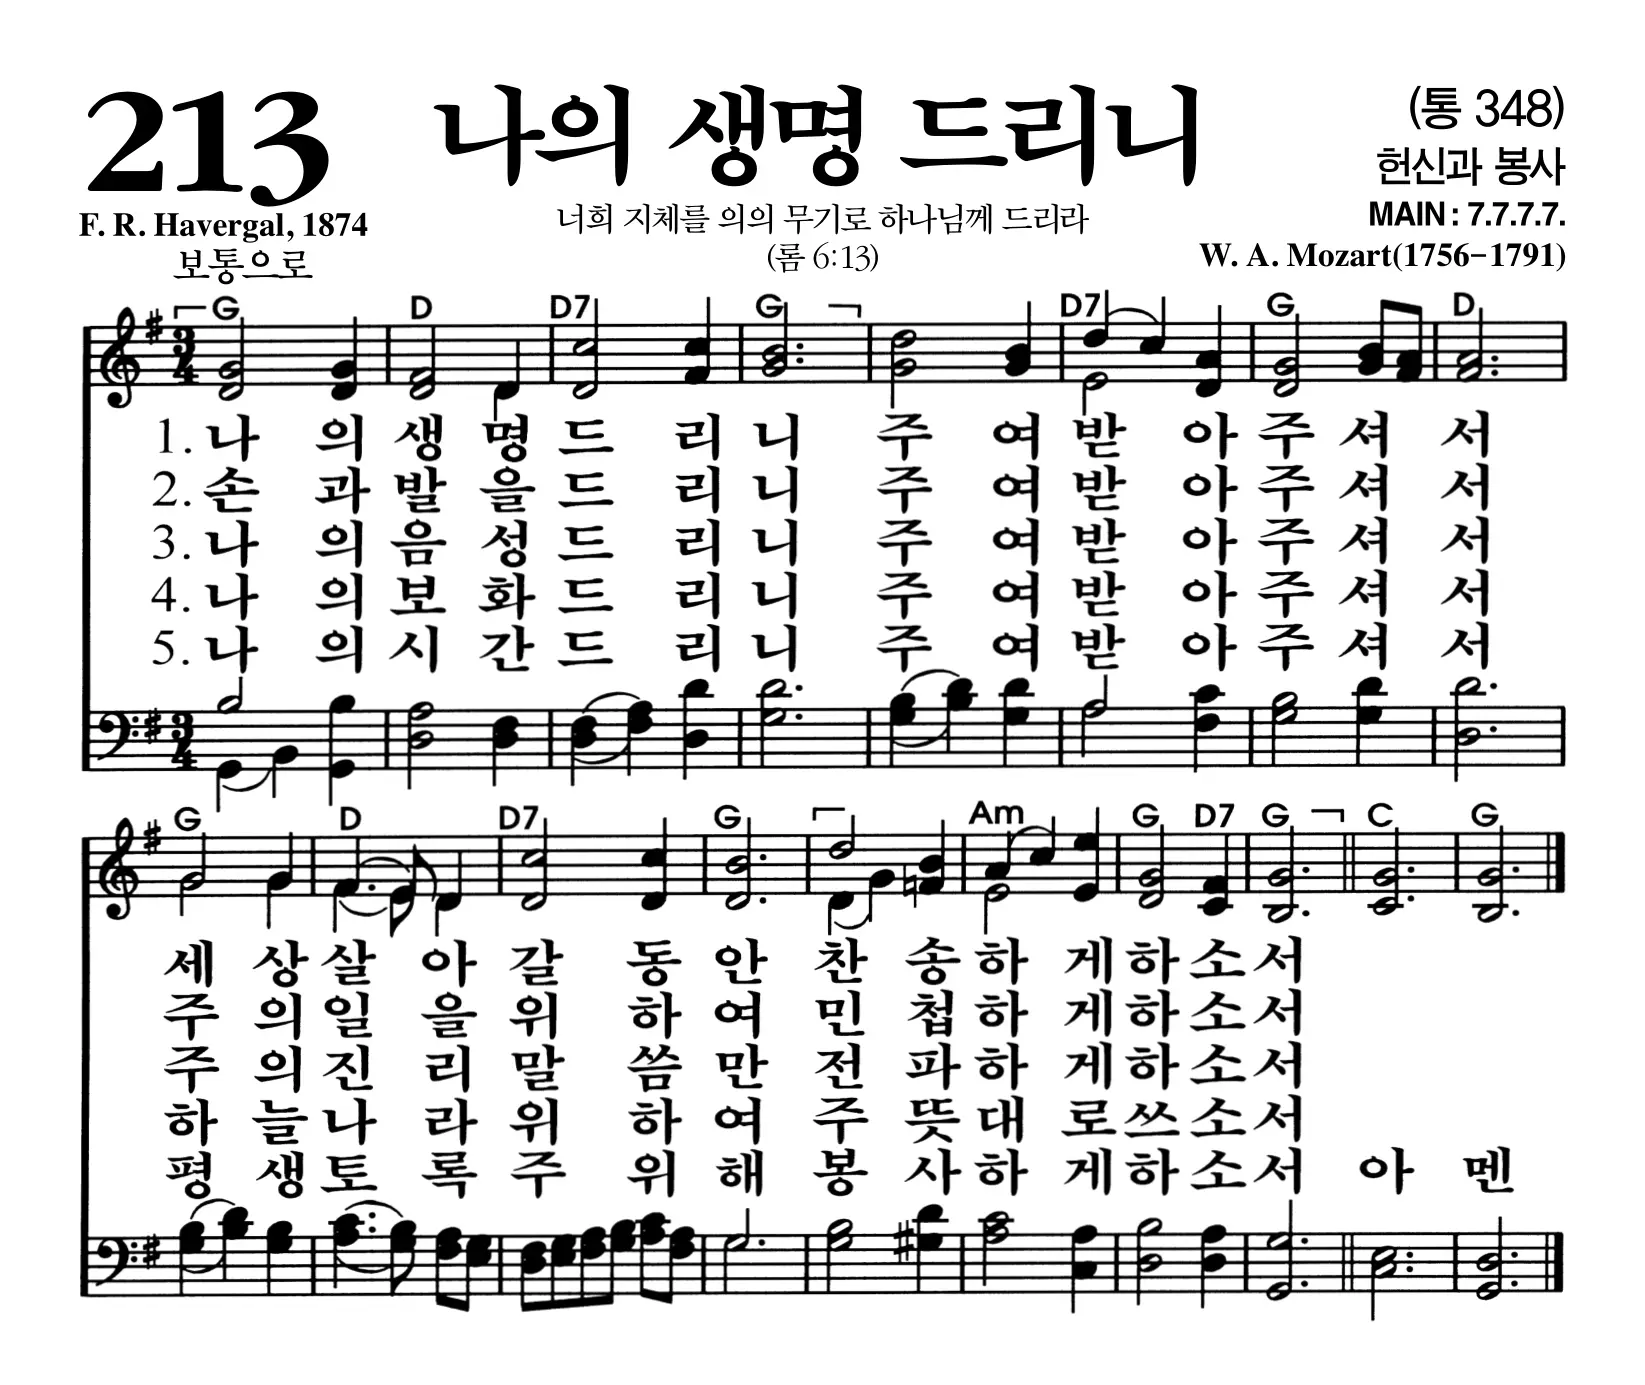 213 나의 생명 드리니 (통 348)
헌신과 봉사
F. R. Havergal, 1874 너희 지체를 의의 무기로 하나님께 드리라 MAIN : 7.7.7.7.
보통으로 (롬 6:13) W. A. Mozart(1756-1791)
G D D7 G D7 G D
3 4
1. 나 의 생 명 드 리 니 주 여 받 아 주 셔 서
2. 손 과 발 을 드 리 니 주 여 받 아 주 셔 서
3. 나 의 음 성 드 리 니 주 여 받 아 주 셔 서
4. 나 의 보 화 드 리 니 주 여 받 아 주 셔 서
5. 나 의 시 간 드 리 니 주 여 받 아 주 셔 서
3 4
G D D7 G Am G D7 G C G
세 상 살 아 갈 동 안 찬 송 하 게 하 소 서
주 의 일 을 위 하 여 민 첩 하 게 하 소 서
주 의 진 리 말 씀 만 전 파 하 게 하 소 서
하 늘 나 라 위 하 여 주 뜻 대 로 쓰 소 서
평 생 토 록 주 위 해 봉 사 하 게 하 소 서 아 멘